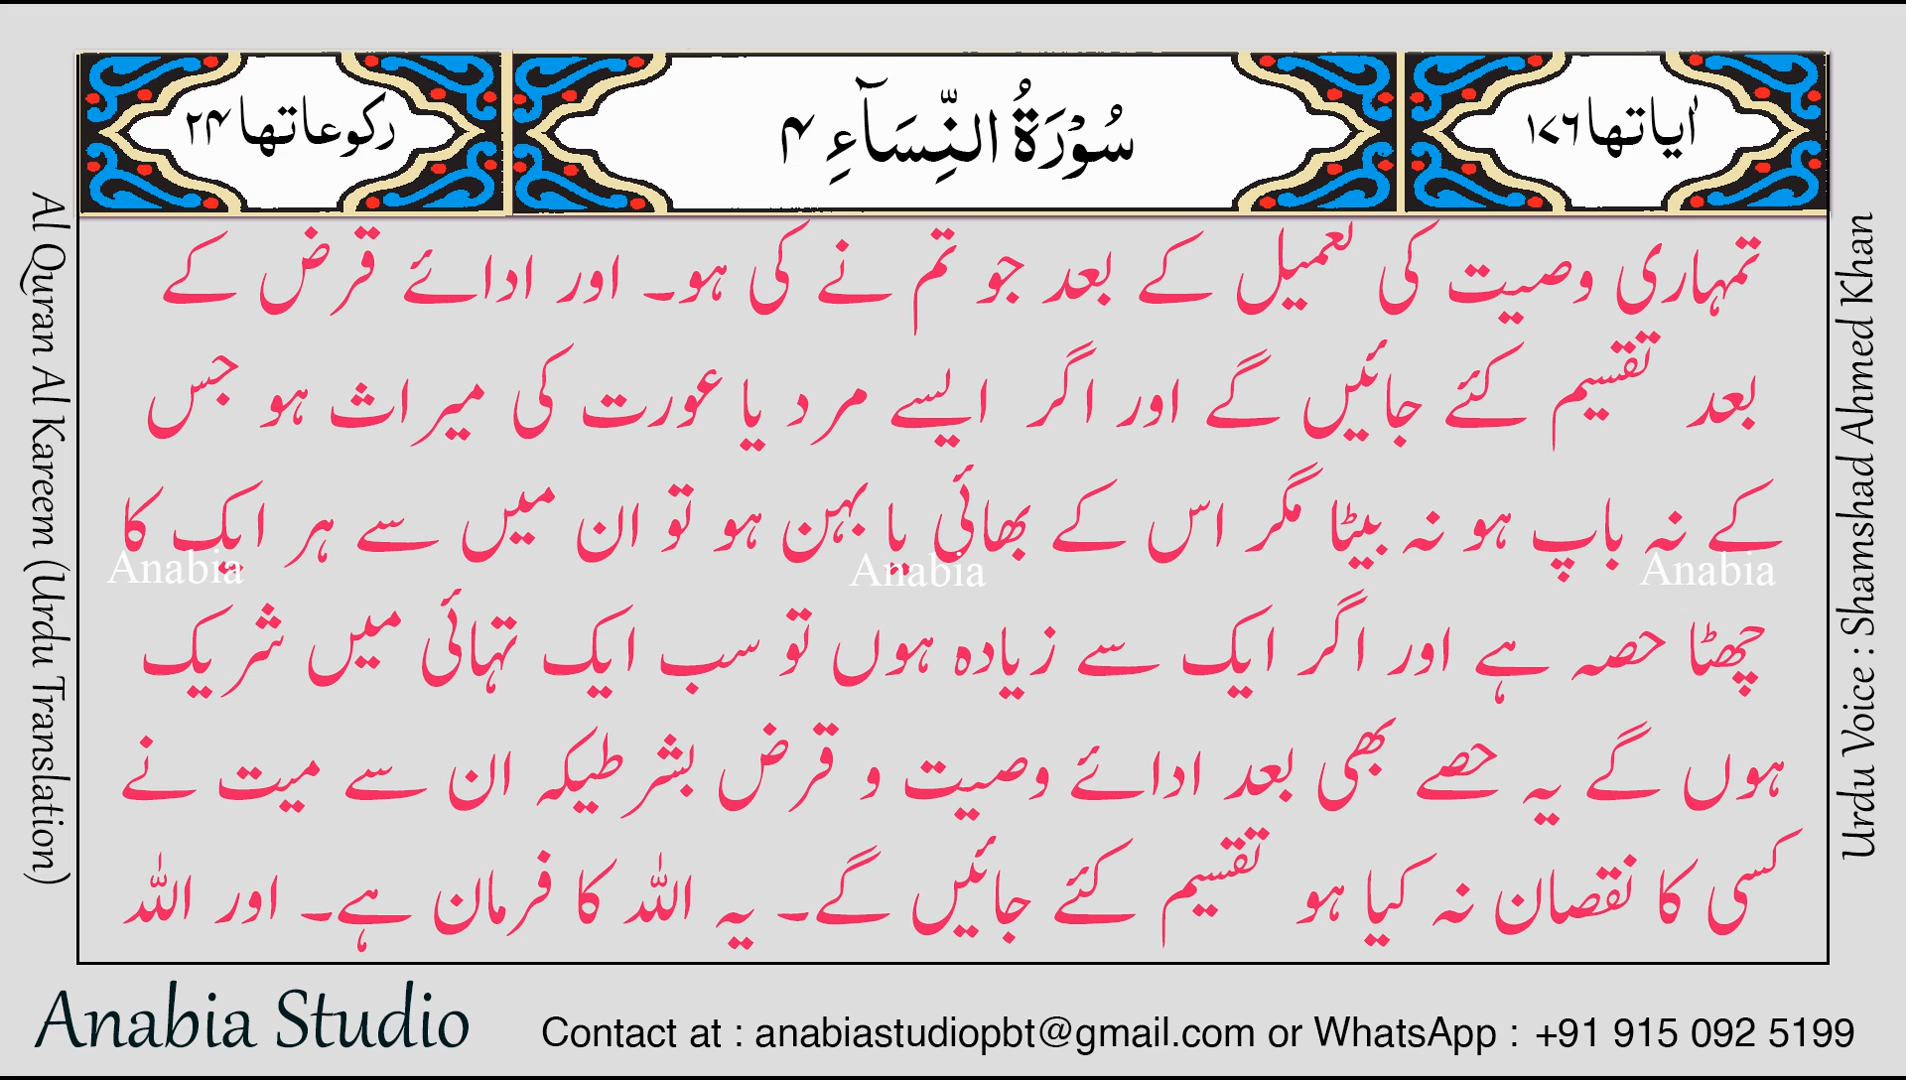 اٰیاتها ۱۷۶
سُوْرَةُ النِّسَآءِ ۴
رکوعاتها ۲۴
تمہاری وصیت کی تعمیل کے بعد جو تم نے کی ہو۔ اور ادائے قرض کے
بعد تقسیم کئے جائیں گے اور اگر ایسے مرد یا عورت کی میراث ہو جس
کے نہ باپ ہو نہ بیٹا مگر اس کے بھائی یا بہن ہو تو ان میں سے ہر ایک کا
چھٹا حصہ ہے اور اگر ایک سے زیادہ ہوں تو سب ایک تہائی میں شریک
ہوں گے یہ حصے بھی بعد ادائے وصیت و قرض بشرطیکہ ان سے میت نے
کسی کا نقصان نہ کیا ہو تقسیم کئے جائیں گے۔ یہ اللہ کا فرمان ہے۔ اور اللہ
Anabia Anabia Anabia
Al Quran Al Kareem (Urdu Translation)
Urdu Voice : Shamshad Ahmed Khan
Anabia Studio
Contact at : anabiastudiopbt@gmail.com or WhatsApp : +91 915 092 5199